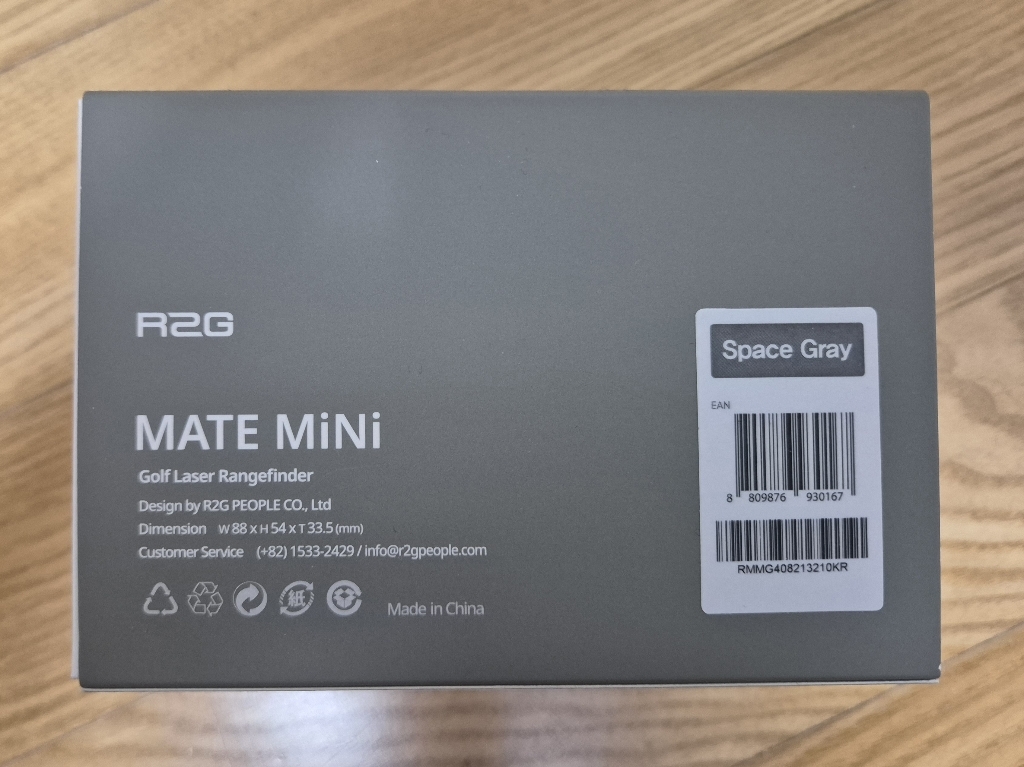 R2G
MATE MiNi
Golf Laser Rangefinder
Design by R2G PEOPLE CO., Ltd
Dimension W 88 x H 54 x T 33.5 (mm)
Customer Service (+82) 1533-2429 / info@r2gpeople.com
紙
Made in China
Space Gray
EAN
8 809876 930167
RMMG408213210KR